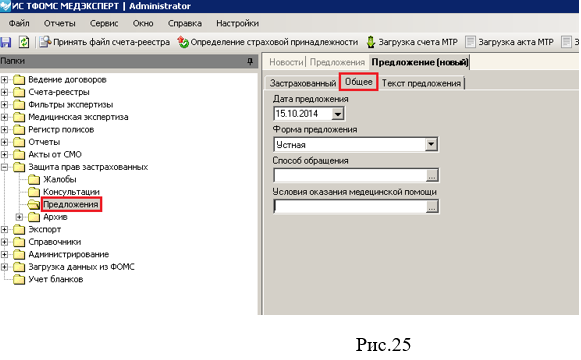 ИС ТФОМС МЕДЭКСПЕРТ | Administrator
Файл Отчеты Сервис Окно Справка Настройки
Принять файл счета-реестра Определение страховой принадлежности Загрузка счета МТР Загрузка акта МТР З
Папки
Новости Предложения Предложение (новый)
Ведение договоров
Счета-реестры
Фильтры экспертизы
Медицинская экспертиза
Регистр полисов
Отчеты
Акты от СМО
Защита прав застрахованных
Жалобы
Консультации
Предложения
Архив
Экспорт
Справочники
Администрирование
Загрузка данных из ФОМС
Учет бланков
Застрахованный Общее Текст предложения
Дата предложения
15.10.2014
Форма предложения
Устная
Способ обращения
...
Условия оказания медецинской помощи
...
Рис.25